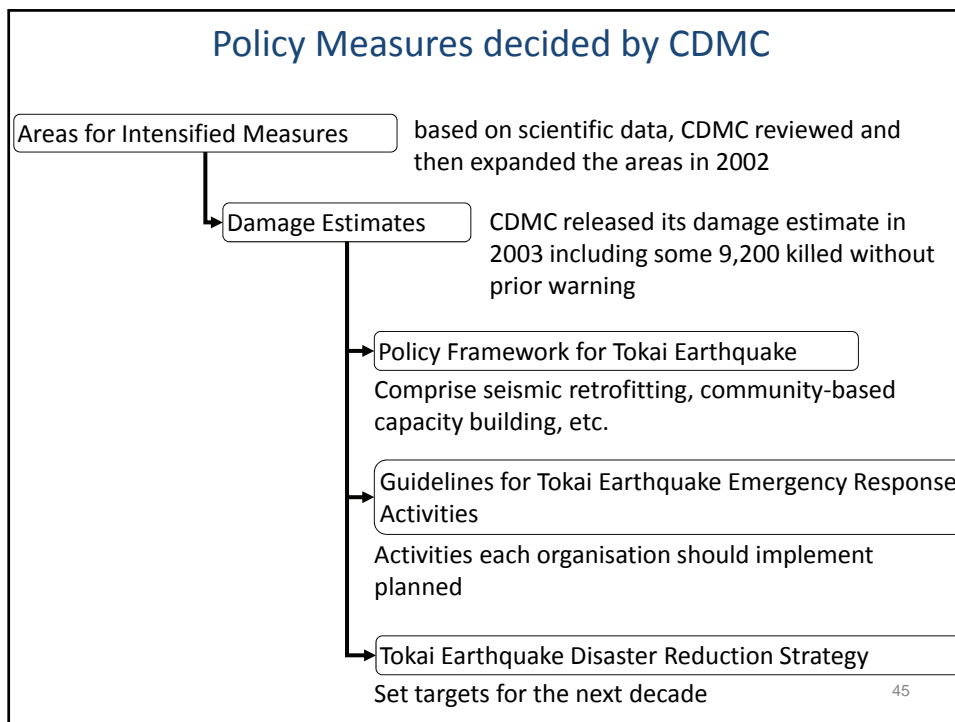 Policy Measures decided by CDMC
Areas for Intensified Measures
based on scientific data, CDMC reviewed and
then expanded the areas in 2002
Damage Estimates
CDMC released its damage estimate in
2003 including some 9,200 killed without
prior warning
Policy Framework for Tokai Earthquake
Comprise seismic retrofitting, community-based
capacity building, etc.
Guidelines for Tokai Earthquake Emergency Response
Activities
Activities each organisation should implement
planned
Tokai Earthquake Disaster Reduction Strategy
Set targets for the next decade
45